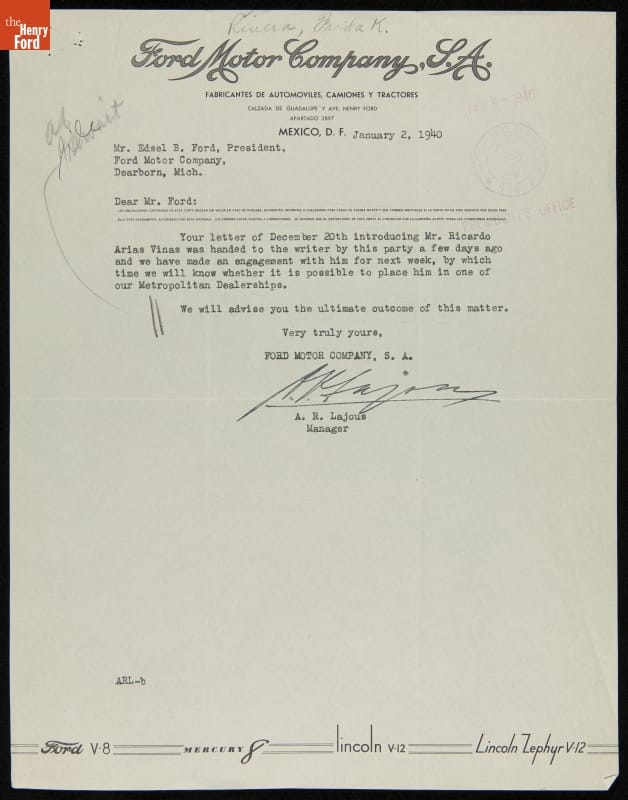 the
Henry
Ford
Rivera, Frida K.
Ford Motor Company, S.A.
FABRICANTES DE AUTOMOVILES, CAMIONES Y TRACTORES
CALZADA DE GUADALUPE Y AVE. HENRY FORD
APARTADO 2897
MEXICO, D. F. January 2, 1940
Mr. Edsel B. Ford, President,
Ford Motor Company,
Dearborn, Mich.
Dear Mr. Ford:
OFFICE
Your letter of December 20th introducing Mr. Ricardo
Arias Vinas was handed to the writer by this party a few days ago
and we have made an engagement with him for next week, by which
time we will know whether it is possible to place him in one of
our Metropolitan Dealerships.
We will advise you the ultimate outcome of this matter.
Very truly yours,
FORD MOTOR COMPANY, S. A.
A. R. Lajous
A. R. Lajous
Manager
ARL-b
Ford V·8
MERCURY 8
lincoln V·12
Lincoln Zephyr V·12